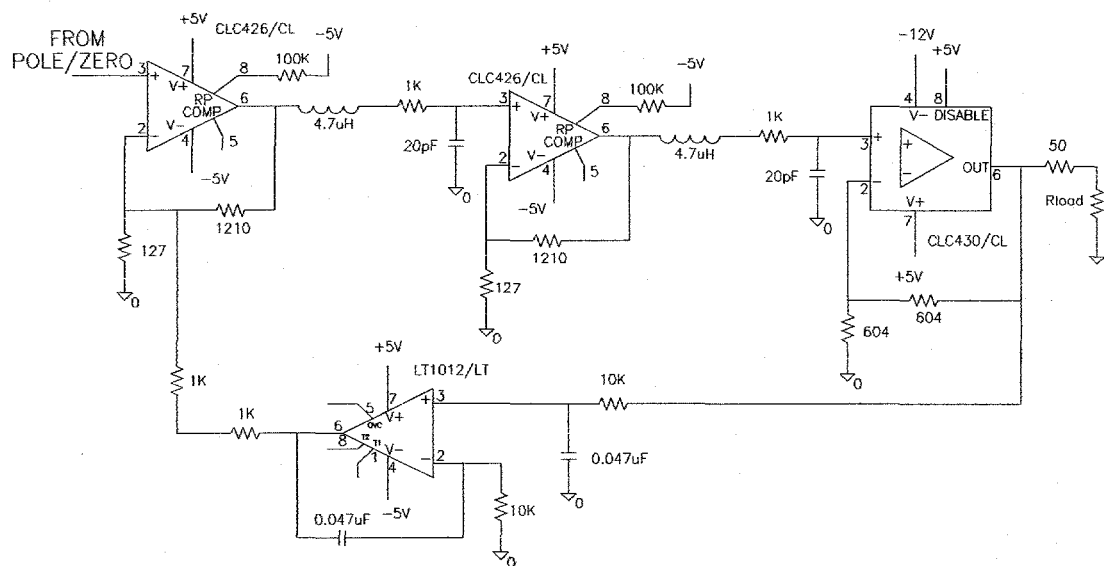 FROM
POLE/ZERO
+5V
CLC426/CL
-5V
100K
3
+
7
V+
8
RP
COMP
6
2
-
V-
4
5
-5V
4.7uH
1K
20pF
0
1210
127
0
CLC426/CL
+5V
-5V
100K
3
+
7
V+
8
RP
COMP
6
2
-
V-
4
5
-5V
4.7uH
1K
20pF
0
1210
127
0
-12V
+5V
4
8
V-
DISABLE
+
3
+
-
-
2
OUT
6
V+
7
CLC430/CL
+5V
50
Rload
0
604
604
0
1K
1K
+5V
LT1012/LT
7
5
V+
OVC
+
3
6
8
T2
T1
1
V-
4
-
2
-5V
10K
0.047uF
0
10K
0
0.047uF